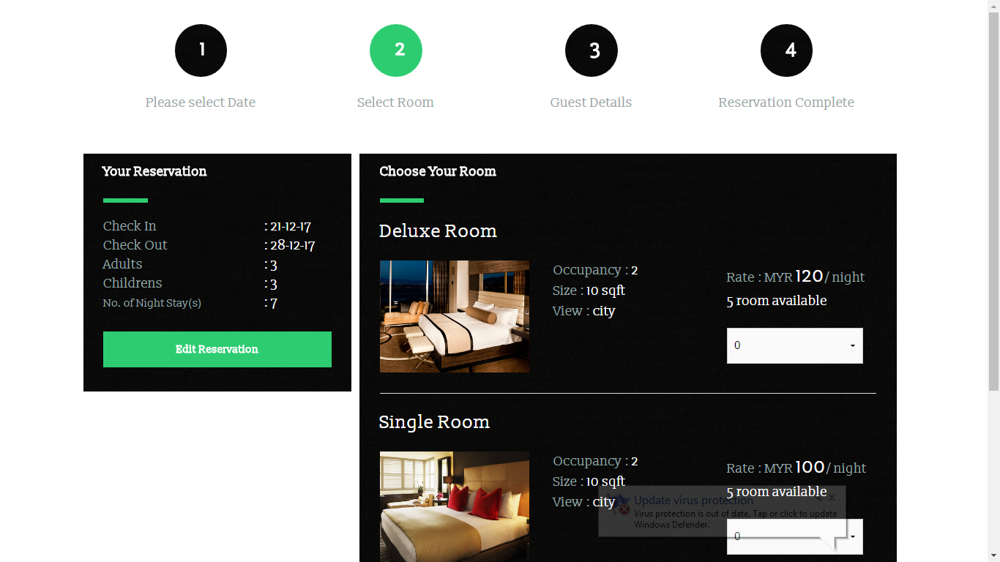 1
2
3
4
Please select Date
Select Room
Guest Details
Reservation Complete
Your Reservation
Check In : 21-12-17
Check Out : 28-12-17
Adults : 3
Childrens : 3
No. of Night Stay(s) : 7
Edit Reservation
Choose Your Room
Deluxe Room
Occupancy : 2
Size : 10 sqft
View : city
Rate : MYR 120/ night
5 room available
0
Single Room
Occupancy : 2
Size : 10 sqft
View : city
Rate : MYR 100/ night
5 room available
0
Update virus protection
Virus protection is out of date. Tap or click to update
Windows Defender.